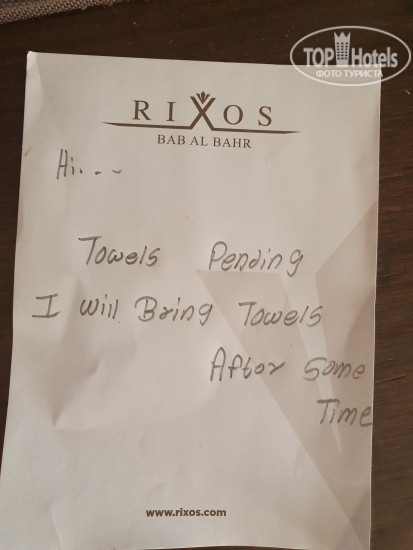 TOP Hotels
ФОТО ТУРИСТА
RIXOS
BAB AL BAHR
Hi...~
Towels Pending
I will Bring Towels
After Some
Time
www.rixos.com